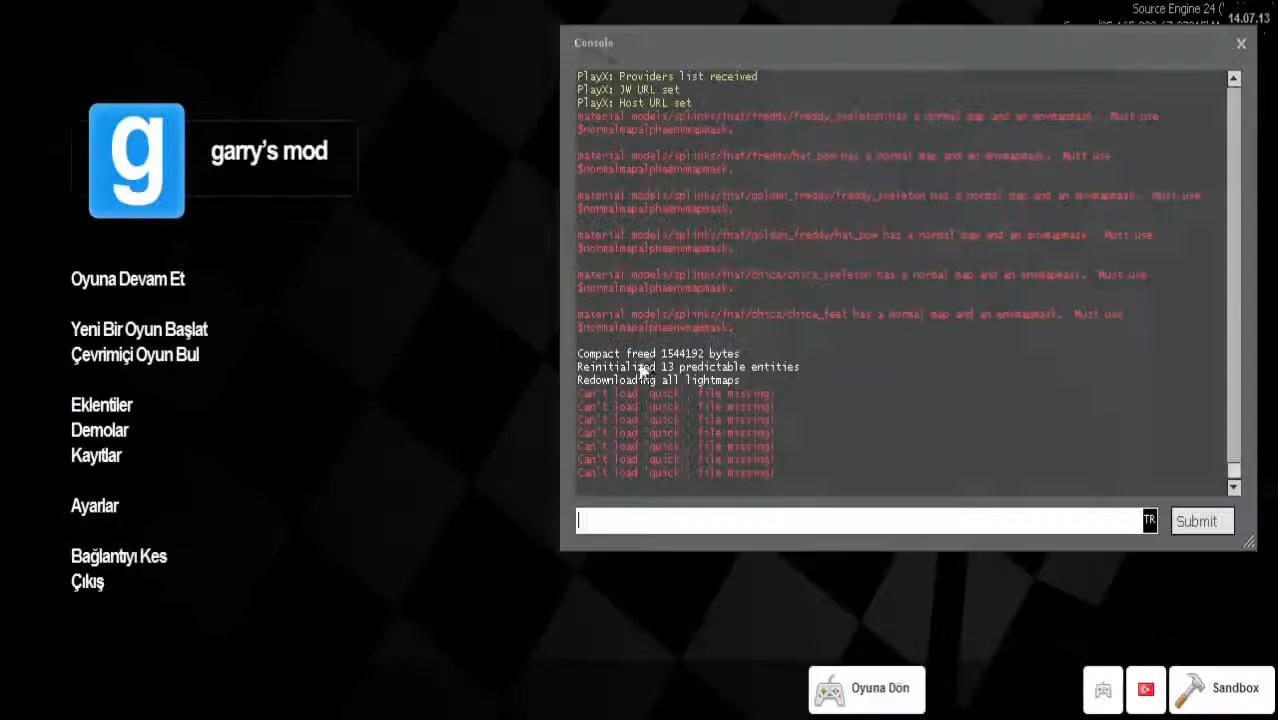 Source Engine 24 ('
14.07.13
Console
PlayX: Providers list received
PlayX: JW URL set
PlayX: Host URL set
material models/splinks/fnaf/freddy/freddy_skeleton has a normal map and an envmapmask.  Must use
$normalmapalphaenvmapmask.
material models/splinks/fnaf/freddy/hat_bow has a normal map and an envmapmask.  Must use
$normalmapalphaenvmapmask.
material models/splinks/fnaf/golden_freddy/freddy_skeleton has a normal map and an envmapmask.  Must use
$normalmapalphaenvmapmask.
material models/splinks/fnaf/golden_freddy/hat_bow has a normal map and an envmapmask.  Must use
$normalmapalphaenvmapmask.
material models/splinks/fnaf/chica/chica_skeleton has a normal map and an envmapmask.  Must use
$normalmapalphaenvmapmask.
material models/splinks/fnaf/chica/chica_feet has a normal map and an envmapmask.  Must use
$normalmapalphaenvmapmask.
Compact freed 1544192 bytes
Reinitialized 13 predictable entities
Redownloading all lightmaps
Can't load 'quick', file missing!
Can't load 'quick', file missing!
Can't load 'quick', file missing!
Can't load 'quick', file missing!
Can't load 'quick', file missing!
Can't load 'quick', file missing!
Can't load 'quick', file missing!
TR
Submit
g
garry's mod
Oyuna Devam Et
Yeni Bir Oyun Başlat
Çevrimiçi Oyun Bul
Eklentiler
Demolar
Kayıtlar
Ayarlar
Bağlantıyı Kes
Çıkış
Oyuna Dön
Sandbox